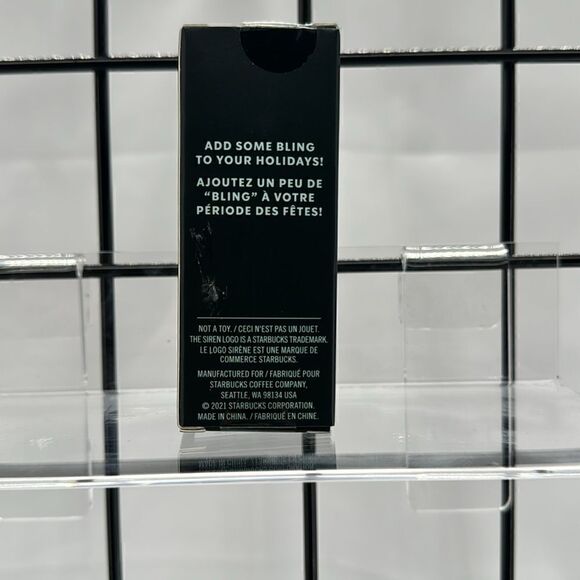 ADD SOME BLING
TO YOUR HOLIDAYS!
AJOUTEZ UN PEU DE
“BLING” À VOTRE
PÉRIODE DES FÊTES!
NOT A TOY. / CECI N'EST PAS UN JOUET.
THE SIREN LOGO IS A STARBUCKS TRADEMARK.
LE LOGO SIRÈNE EST UNE MARQUE DE
COMMERCE STARBUCKS.
MANUFACTURED FOR / FABRIQUÉ POUR
STARBUCKS COFFEE COMPANY,
SEATTLE, WA 98134 USA
© 2021 STARBUCKS CORPORATION.
MADE IN CHINA. / FABRIQUÉ EN CHINE.